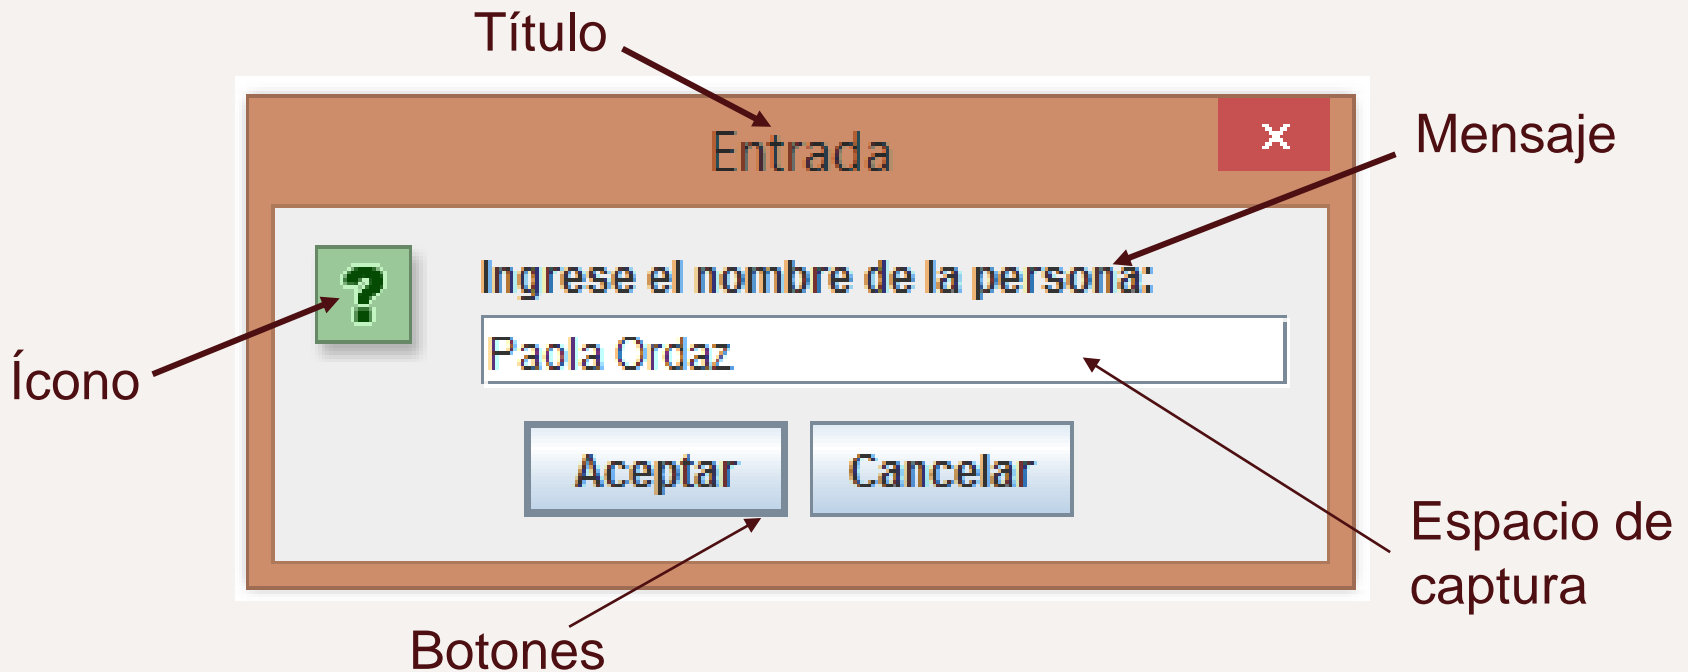 Título
Entrada
x
Mensaje
?
Ingrese el nombre de la persona:
Paola Ordaz
Ícono
Aceptar
Cancelar
Espacio de
captura
Botones